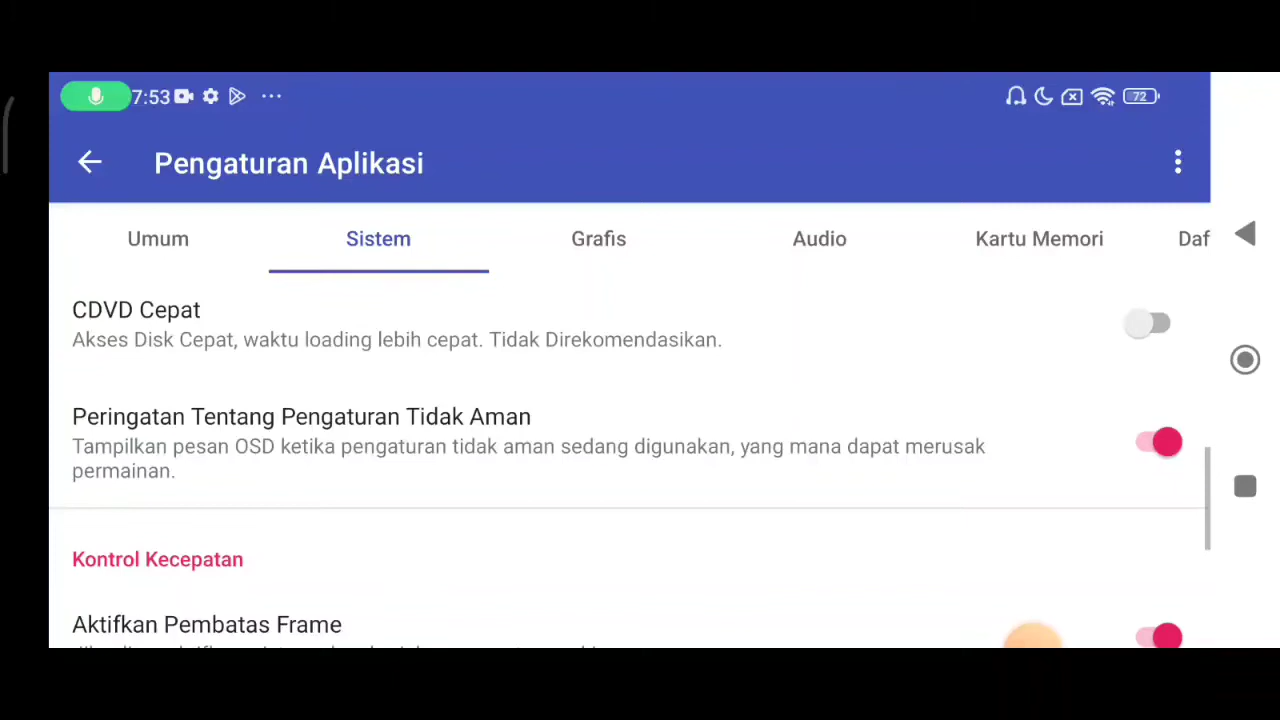 7:53
72
Pengaturan Aplikasi
Umum Sistem Grafis Audio Kartu Memori Daf
CDVD Cepat
Akses Disk Cepat, waktu loading lebih cepat. Tidak Direkomendasikan.
Peringatan Tentang Pengaturan Tidak Aman
Tampilkan pesan OSD ketika pengaturan tidak aman sedang digunakan, yang mana dapat merusak
permainan.
Kontrol Kecepatan
Aktifkan Pembatas Frame